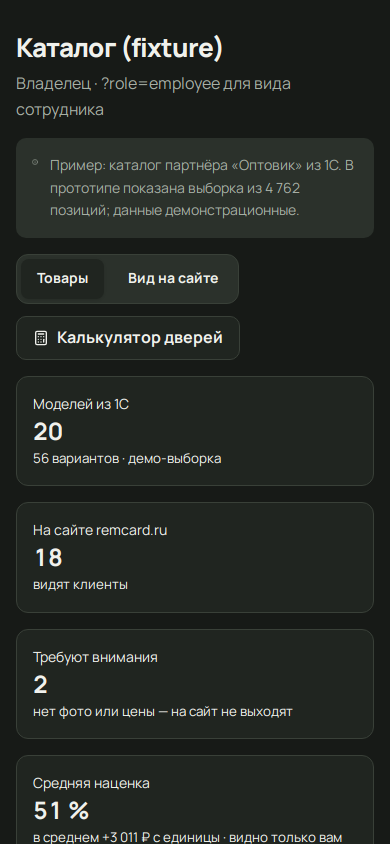 Каталог (fixture)
Владелец · ?role=employee для вида
сотрудника
Пример: каталог партнёра «Оптовик» из 1С. В
прототипе показана выборка из 4 762
позиций; данные демонстрационные.
Товары
Вид на сайте
Калькулятор дверей
Моделей из 1С
20
56 вариантов · демо-выборка
На сайте remcard.ru
18
видят клиенты
Требуют внимания
2
нет фото или цены — на сайт не выходят
Средняя наценка
51 %
в среднем +3 011 ₽ с единицы · видно только вам